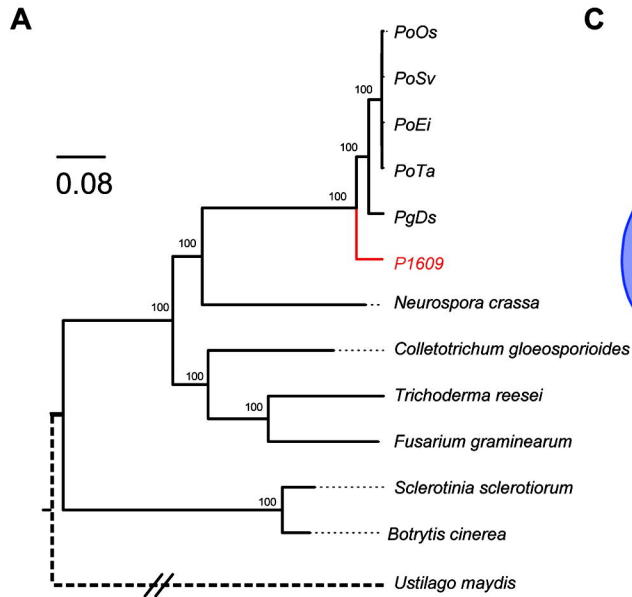 A
C
PoOs
PoSv
100
PoEi
100
PoTa
0.08
100
PgDs
100
P1609
Neurospora crassa
100
Colletotrichum gloeosporioides
100
Trichoderma reesei
100
Fusarium graminearum
Sclerotinia sclerotiorum
100
Botrytis cinerea
Ustilago maydis